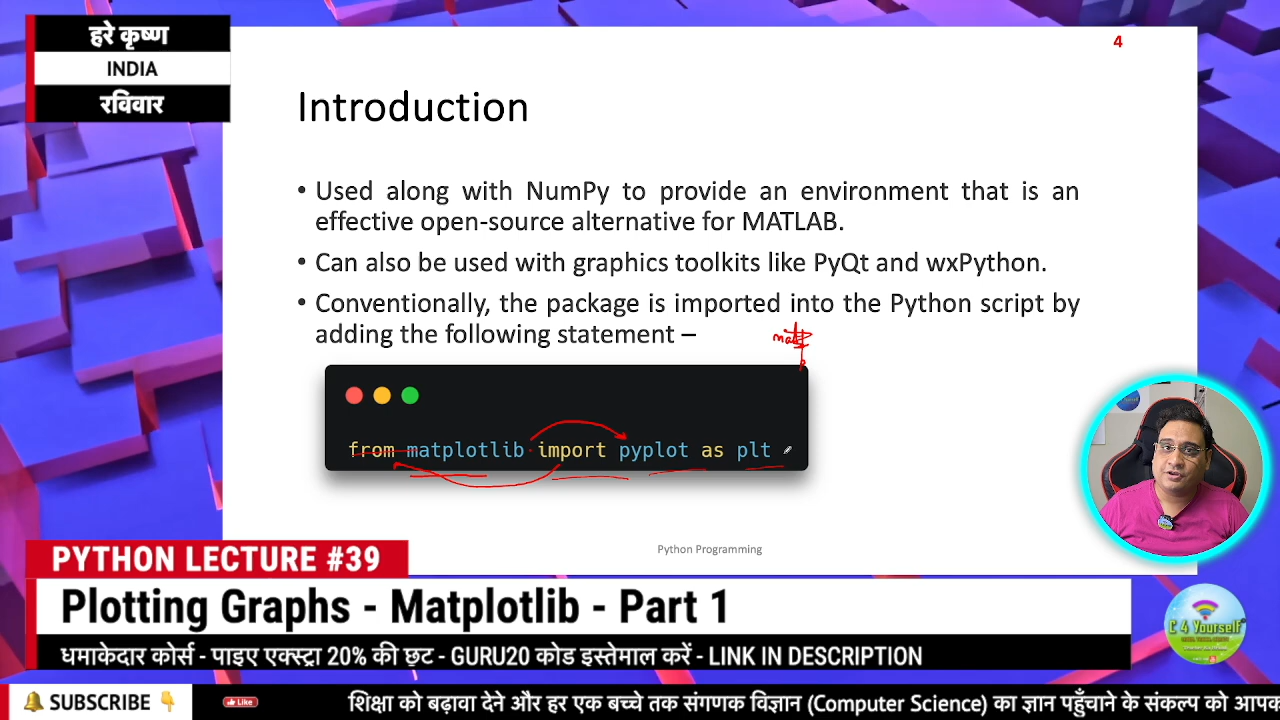 हरे कृष्ण
INDIA
रविवार
4
Introduction
• Used along with NumPy to provide an environment that is an
effective open-source alternative for MATLAB.
• Can also be used with graphics toolkits like PyQt and wxPython.
• Conventionally, the package is imported into the Python script by
adding the following statement –
from matplotlib import pyplot as plt
Python Programming
PYTHON LECTURE #39
Plotting Graphs - Matplotlib - Part 1
धमाकेदार कोर्स - पाइए एक्स्ट्रा 20% की छूट - GURU20 कोड इस्तेमाल करें - LINK IN DESCRIPTION
C 4 Yourself
SUBSCRIBE
Like
शिक्षा को बढ़ावा देने और हर एक बच्चे तक संगणक विज्ञान (Computer Science) का ज्ञान पहुँचाने के संकल्प को आपक